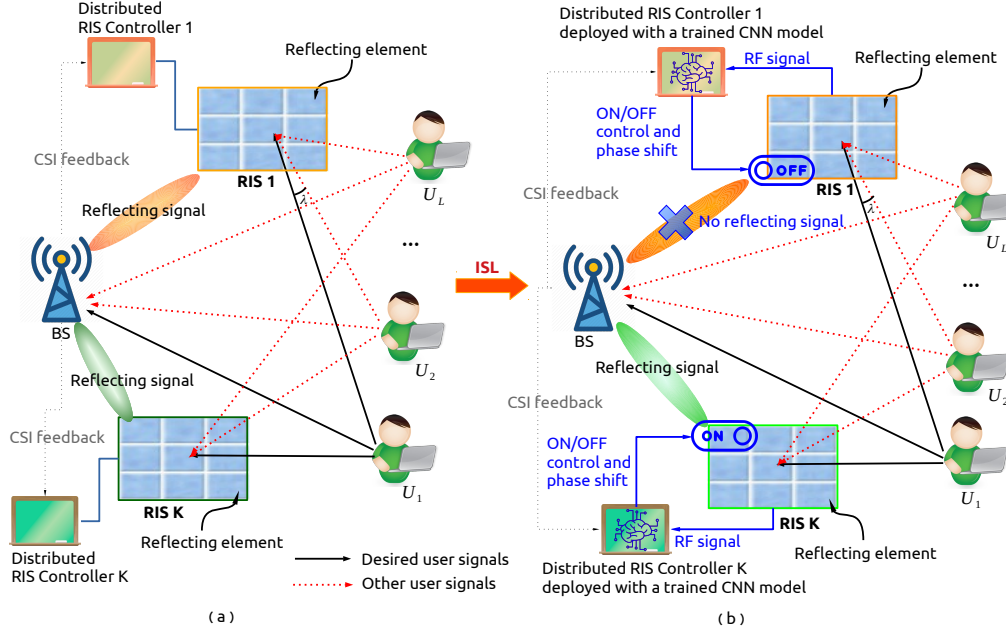 Distributed
RIS Controller 1
Reflecting element
CSI feedback
RIS 1
Reflecting signal
λ
U_L
...
BS
U_2
Reflecting signal
CSI feedback
U_1
RIS K
Reflecting element
Distributed
RIS Controller K
Desired user signals
Other user signals
( a )
ISL
Distributed RIS Controller 1
deployed with a trained CNN model
RF signal
Reflecting element
ON/OFF
control and
phase shift
CSI feedback
OFF
RIS 1
λ
No reflecting signal
U_L
...
BS
U_2
Reflecting signal
CSI feedback
ON
ON/OFF
control and
phase shift
U_1
RIS K
RF signal
Reflecting element
Distributed RIS Controller K
deployed with a trained CNN model
( b )